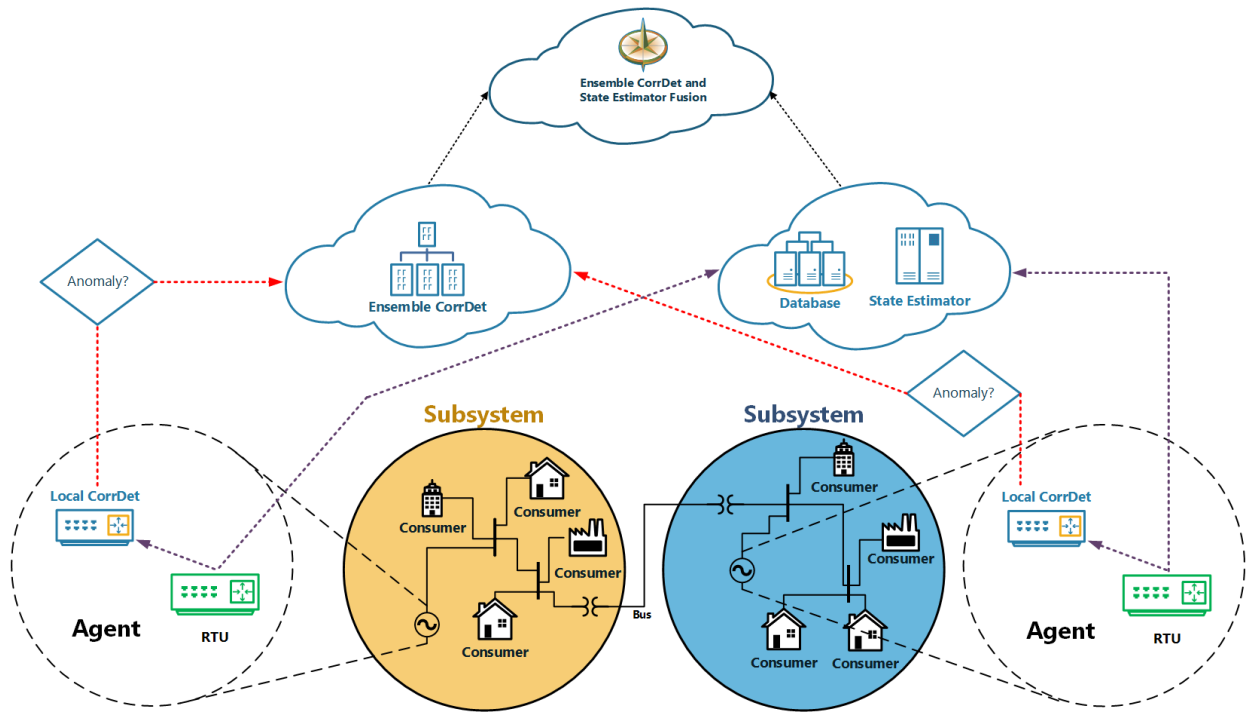 Ensemble CorrDet and
State Estimator Fusion
Anomaly?
Ensemble CorrDet
Database
State Estimator
Anomaly?
Subsystem
Subsystem
Local CorrDet
RTU
Agent
Consumer
Consumer
Consumer
Consumer
Bus
Consumer
Consumer
Consumer
Consumer
Local CorrDet
RTU
Agent